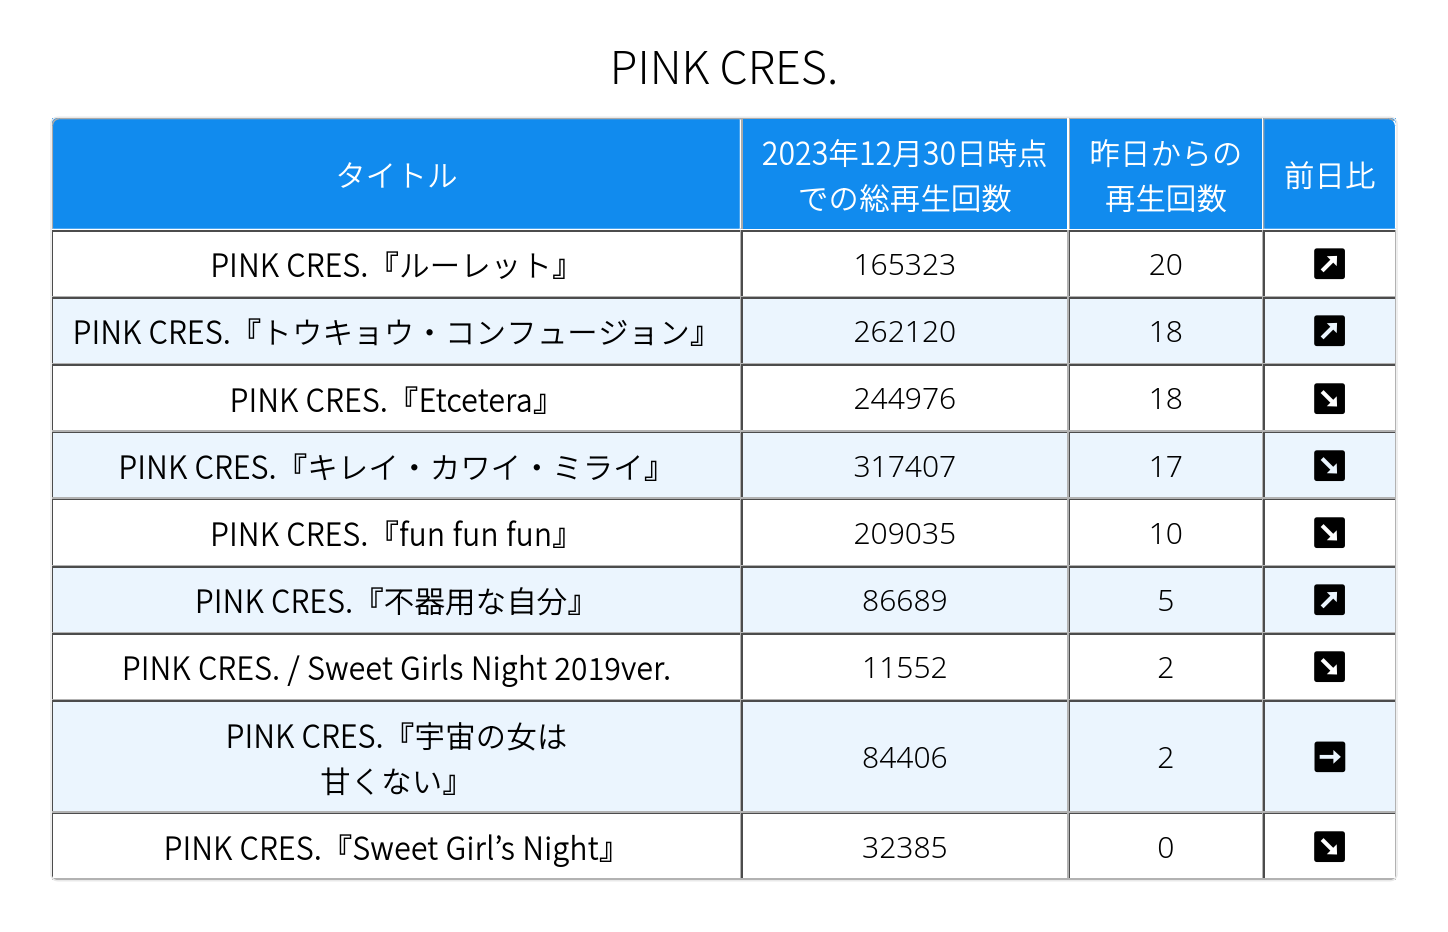 PINK CRES.
タイトル
2023年12月30日時点
での総再生回数
昨日からの
再生回数
前日比
PINK CRES.『ルーレット』 165323 20 ↗
PINK CRES.『トウキョウ・コンフュージョン』 262120 18 ↗
PINK CRES.『Etcetera』 244976 18 ↘
PINK CRES.『キレイ・カワイ・ミライ』 317407 17 ↘
PINK CRES.『fun fun fun』 209035 10 ↘
PINK CRES.『不器用な自分』 86689 5 ↗
PINK CRES. / Sweet Girls Night 2019ver. 11552 2 ↘
PINK CRES.『宇宙の女は
甘くない』 84406 2 →
PINK CRES.『Sweet Girl’s Night』 32385 0 ↘